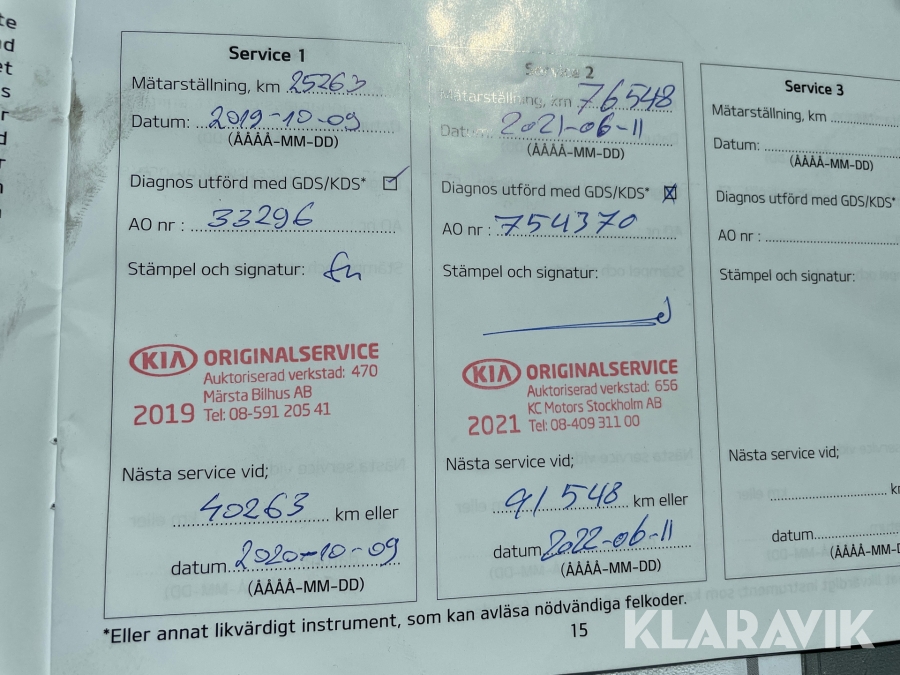 Service 1
Mätarställning, km 25263
Datum: 2019-10-09
(ÅÅÅÅ-MM-DD)
Diagnos utförd med GDS/KDS*
AO nr : 33296
Stämpel och signatur:
KIA ORIGINALSERVICE
Auktoriserad verkstad: 470
Märsta Bilhus AB
2019 Tel: 08-591 205 41
Nästa service vid;
40263 km eller
datum. 2020-10-09
(ÅÅÅÅ-MM-DD)
Service 2
Mätarställning, km 76548
Datum: 2021-06-11
(ÅÅÅÅ-MM-DD)
Diagnos utförd med GDS/KDS*
AO nr : 754370
Stämpel och signatur:
KIA ORIGINALSERVICE
Auktoriserad verkstad: 656
KC Motors Stockholm AB
2021 Tel: 08-409 311 00
Nästa service vid;
91548 km eller
datum 2022-06-11
(ÅÅÅÅ-MM-DD)
Service 3
Mätarställning, km
Datum:
(ÅÅÅÅ-MM-DD)
Diagnos utförd med GDS/KDS*
AO nr :
Stämpel och signatur:
Nästa service vid;
datum
(ÅÅÅÅ-MM-D
*Eller annat likvärdigt instrument, som kan avläsa nödvändiga felkoder.
15
KLARAVIK